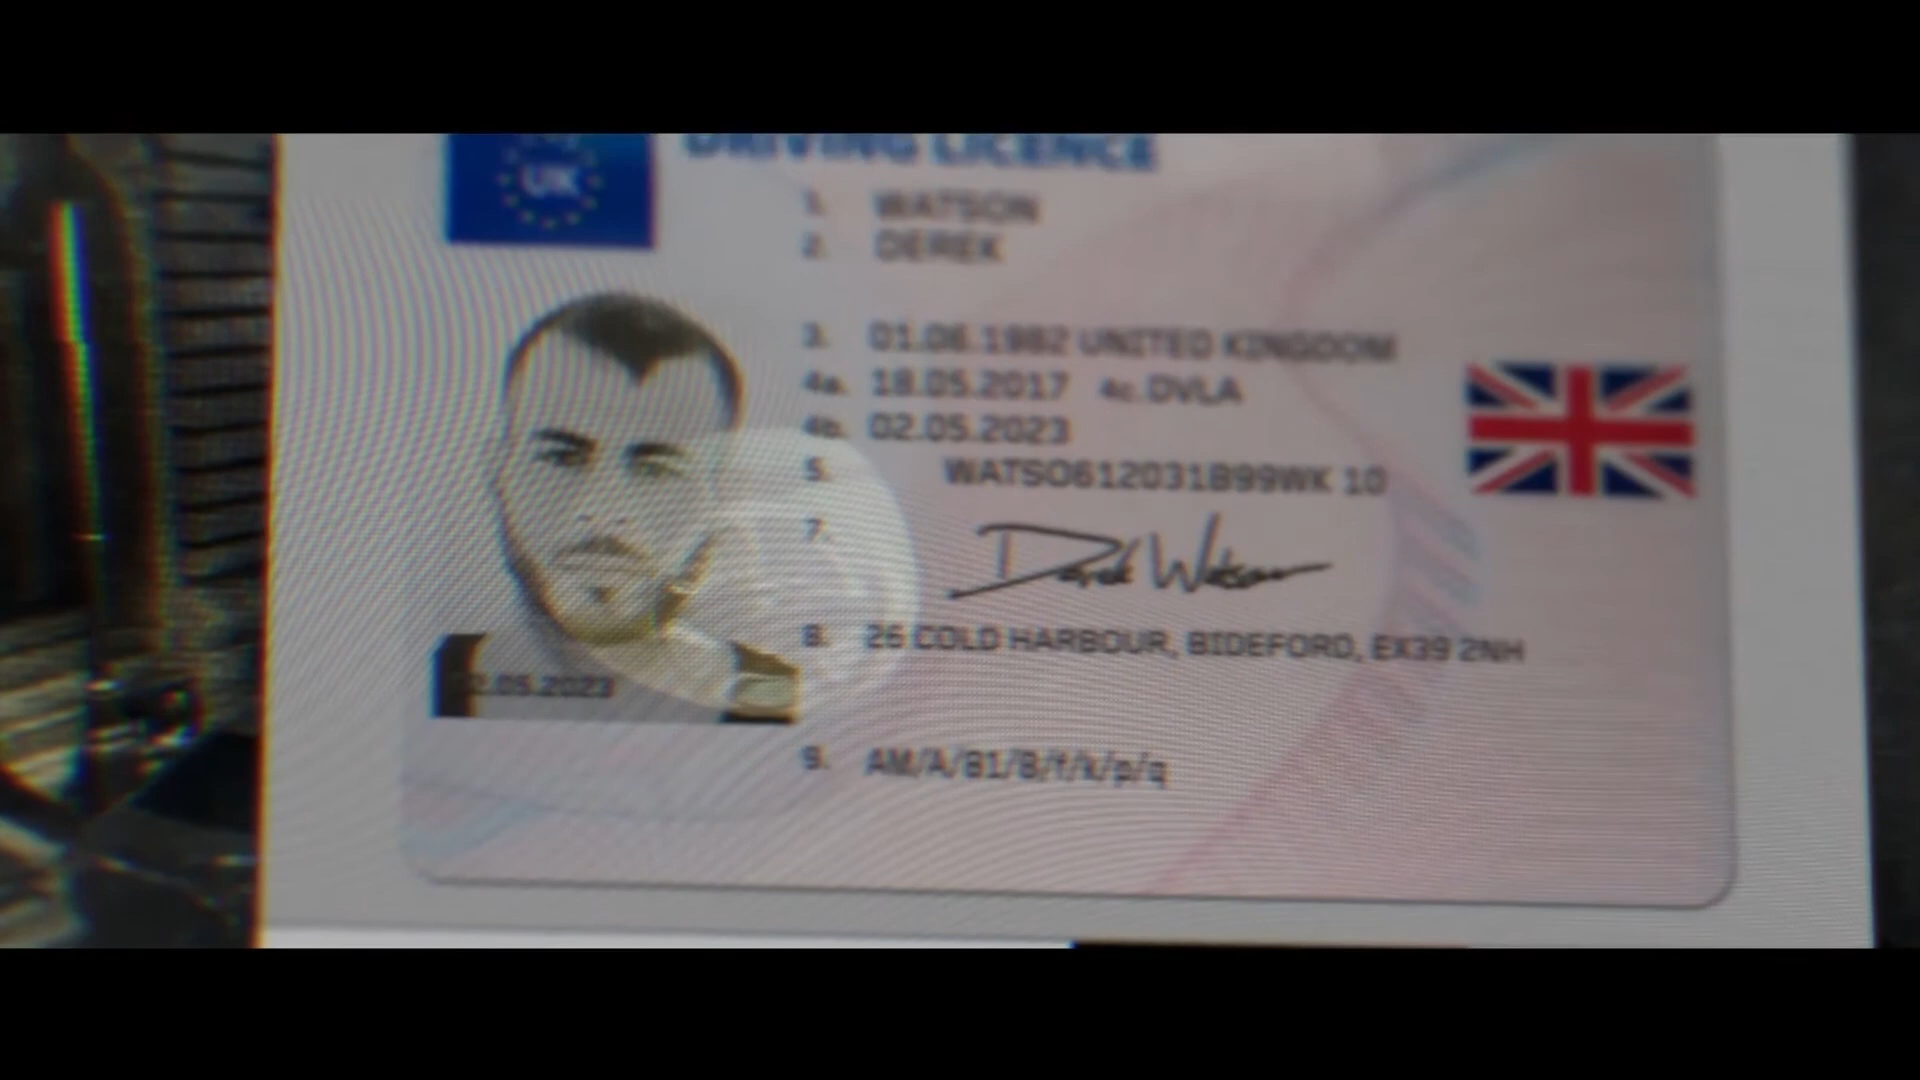 UK
DRIVING LICENCE
1. WATSON
2. DEREK
3. 01.06.1982 UNITED KINGDOM
4a. 18.05.2017 4c. DVLA
4b. 02.05.2023
5. WATSO612031B99WK 10
7. Derek Watson
8. 26 COLD HARBOUR, BIDEFORD, EX39 2NH
.05.2023
9. AM/A/B1/B/f/k/p/q